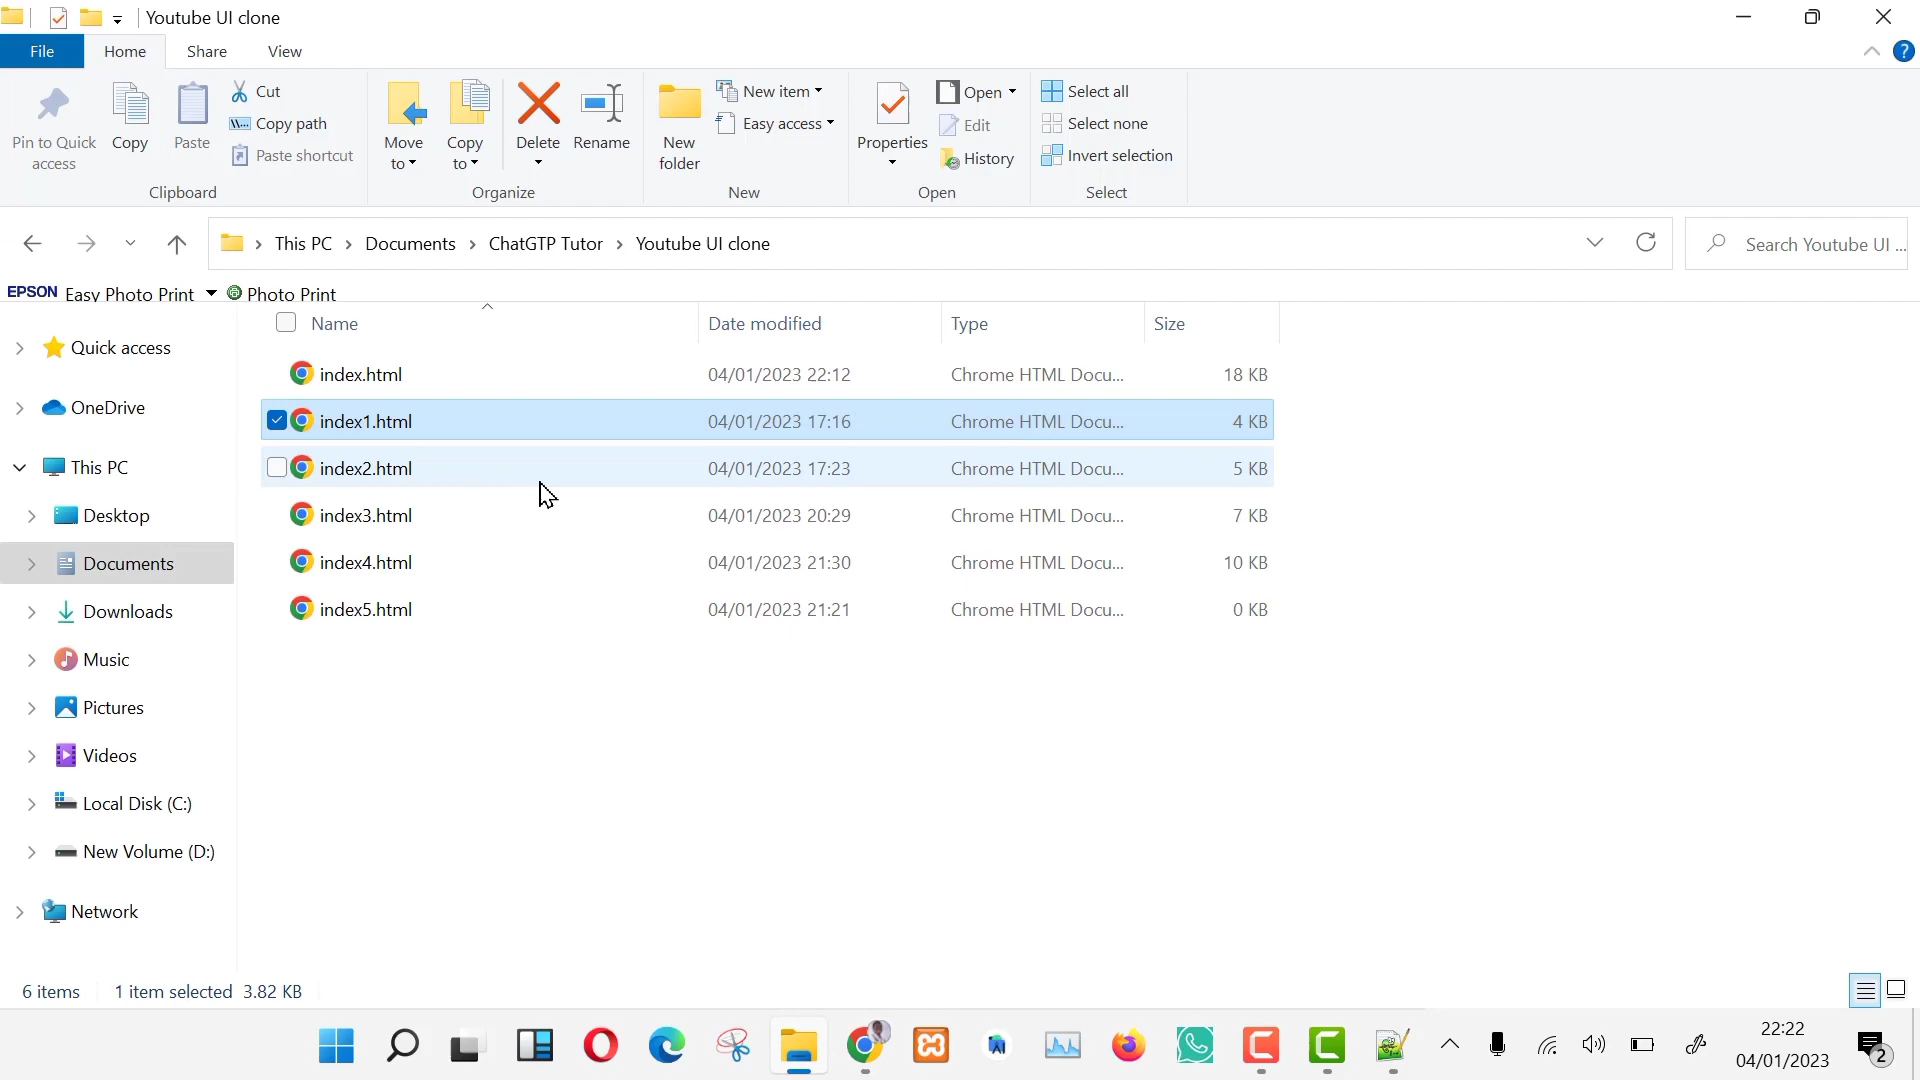 Youtube UI clone
File Home Share View
Pin to Quick access
Copy
Paste
Cut
Copy path
Paste shortcut
Clipboard
Move to
Copy to
Delete
Rename
Organize
New folder
New item
Easy access
New
Properties
Open
Edit
History
Open
Select all
Select none
Invert selection
Select
This PC > Documents > ChatGTP Tutor > Youtube UI clone
Search Youtube UI ...
EPSON Easy Photo Print Photo Print
Name Date modified Type Size
index.html 04/01/2023 22:12 Chrome HTML Docu... 18 KB
index1.html 04/01/2023 17:16 Chrome HTML Docu... 4 KB
index2.html 04/01/2023 17:23 Chrome HTML Docu... 5 KB
index3.html 04/01/2023 20:29 Chrome HTML Docu... 7 KB
index4.html 04/01/2023 21:30 Chrome HTML Docu... 10 KB
index5.html 04/01/2023 21:21 Chrome HTML Docu... 0 KB
Quick access
OneDrive
This PC
Desktop
Documents
Downloads
Music
Pictures
Videos
Local Disk (C:)
New Volume (D:)
Network
6 items 1 item selected 3.82 KB
22:22
04/01/2023
2